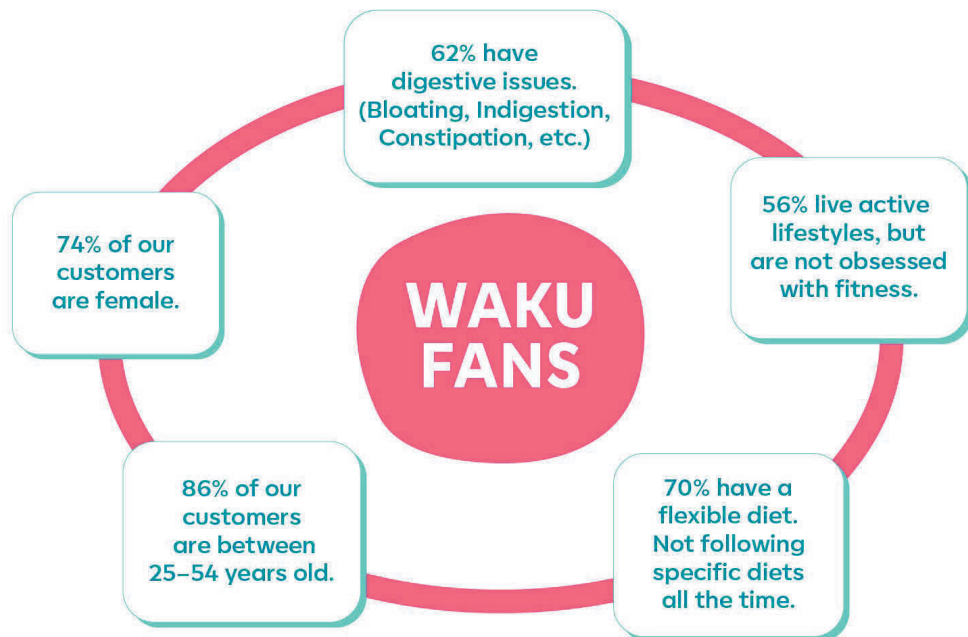 62% have
digestive issues.
(Bloating, Indigestion,
Constipation, etc.)
56% live active
lifestyles, but
are not obsessed
with fitness.
74% of our
customers
are female.
WAKU
FANS
86% of our
customers
are between
25–54 years old.
70% have a
flexible diet.
Not following
specific diets
all the time.